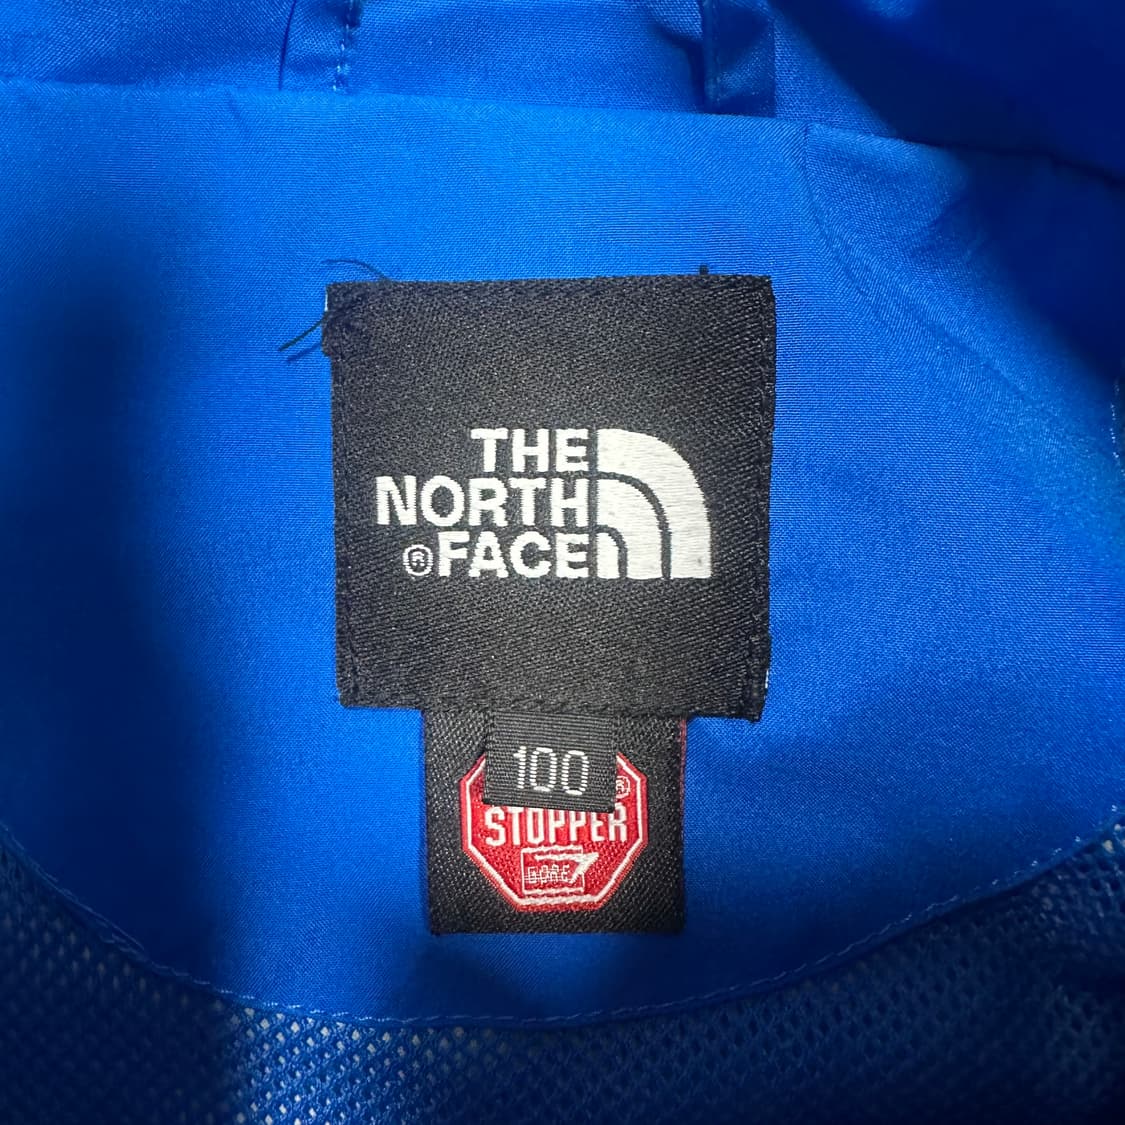 THE
NORTH
®FACE
100
®
STOPPER
GORE